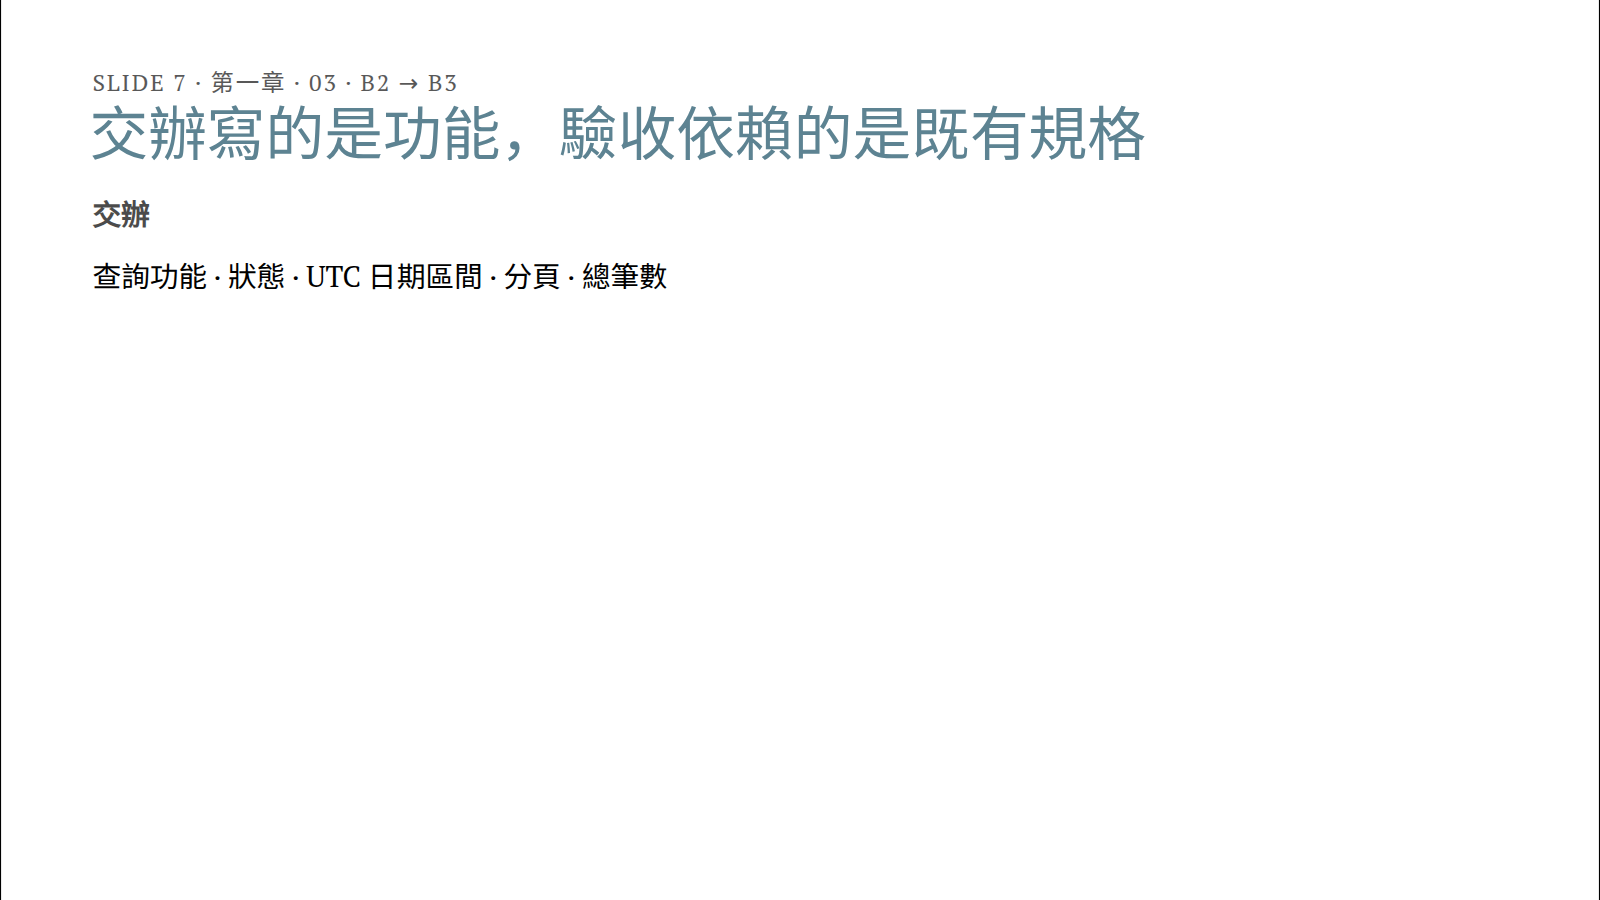 SLIDE 7 · 第一章 · 03 · B2 → B3
交辦寫的是功能，驗收依賴的是既有規格
交辦
查詢功能 · 狀態 · UTC 日期區間 · 分頁 · 總筆數